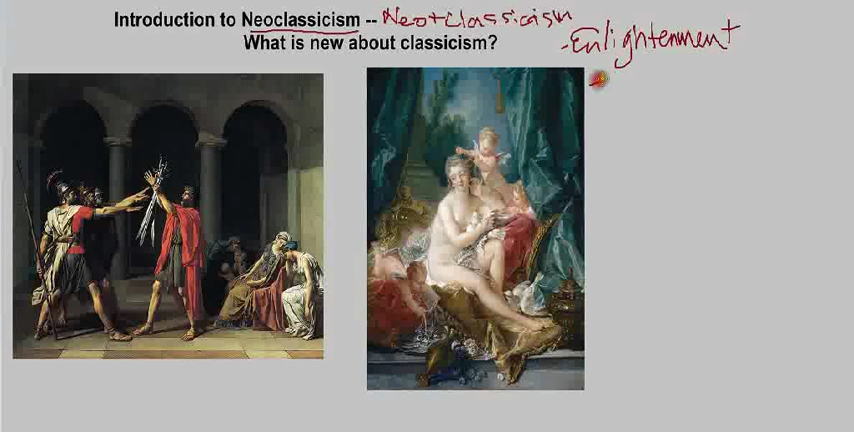 Introduction to Neoclassicism -- Neo+classicism
What is new about classicism?
-Enlightenment